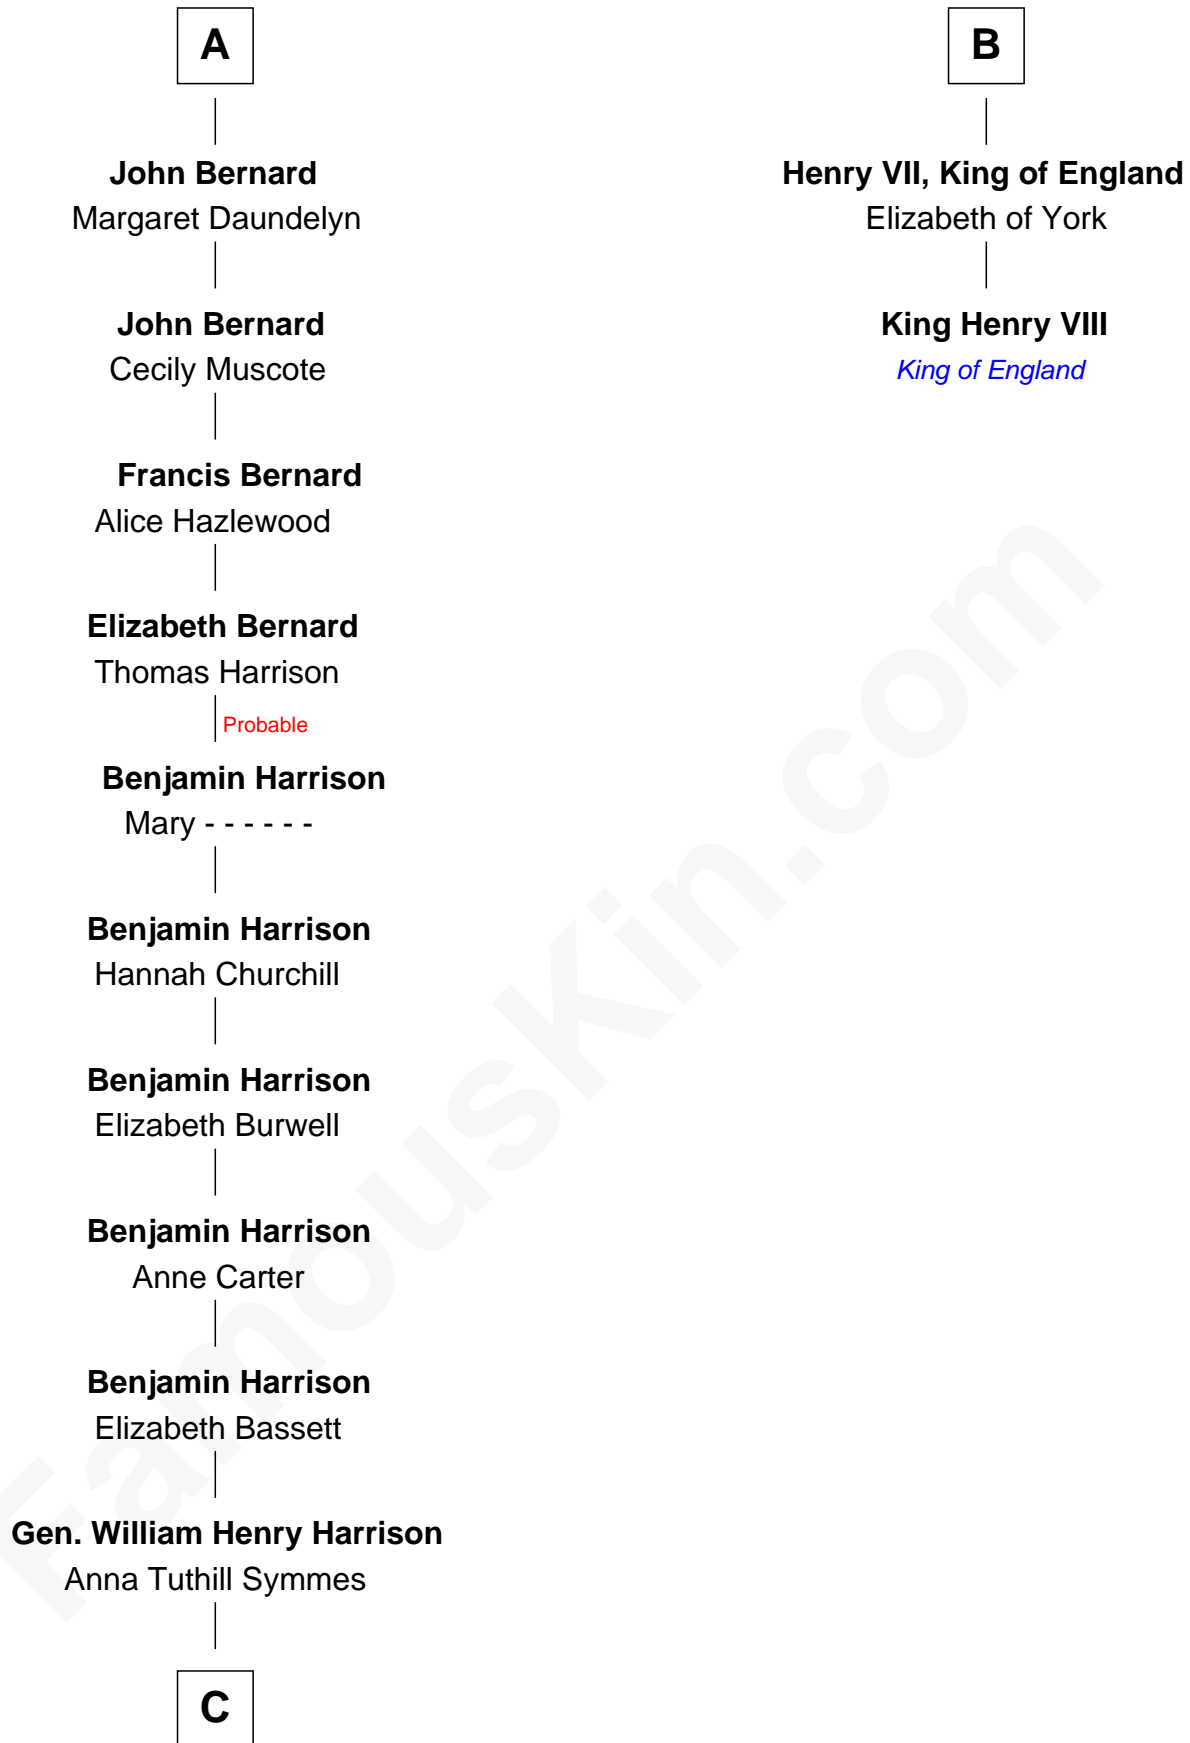 A
John Bernard
Margaret Daundelyn
John Bernard
Cecily Muscote
Francis Bernard
Alice Hazlewood
Elizabeth Bernard
Thomas Harrison
Probable
Benjamin Harrison
Mary - - - - - -
Benjamin Harrison
Hannah Churchill
Benjamin Harrison
Elizabeth Burwell
Benjamin Harrison
Anne Carter
Benjamin Harrison
Elizabeth Bassett
Gen. William Henry Harrison
Anna Tuthill Symmes
C
B
Henry VII, King of England
Elizabeth of York
King Henry VIII
King of England
FamousKin.com